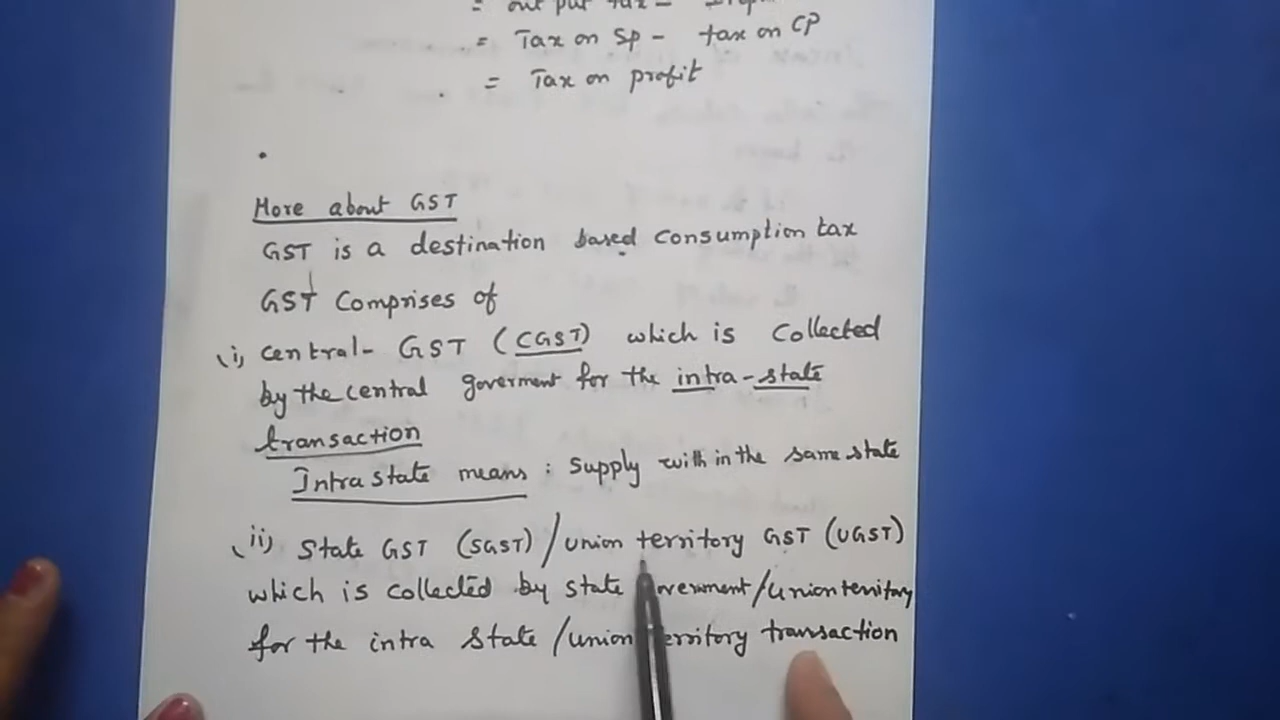 = out put tax -
= Tax on SP - tax on CP
= Tax on profit
More about GST
GST is a destination based consumption tax
GST Comprises of
(i) central - GST (CGST) which is collected
by the central goverment for the intra-state
transaction
Intra state means : Supply with in the same state
(ii) State GST (SGST) / union territory GST (UGST)
which is collected by state / union territory
for the intra state / union territory transaction